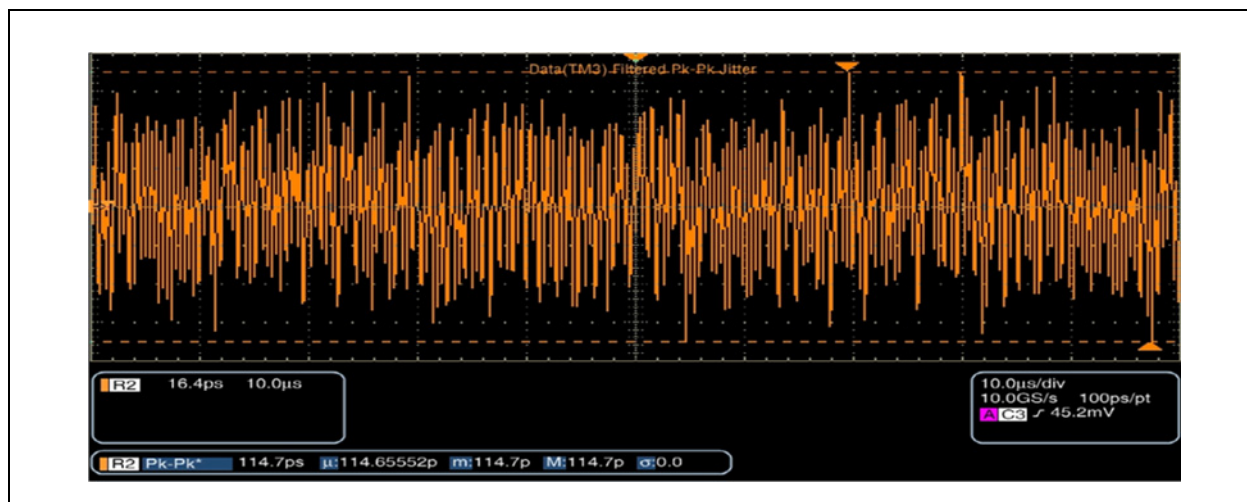 Data(TM3) Filtered Pk-Pk Jitter
R2 16.4ps 10.0µs
10.0µs/div
10.0GS/s 100ps/pt
A C3 ∫ 45.2mV
R2 Pk-Pk* 114.7ps µ:114.65552p m:114.7p M:114.7p σ:0.0